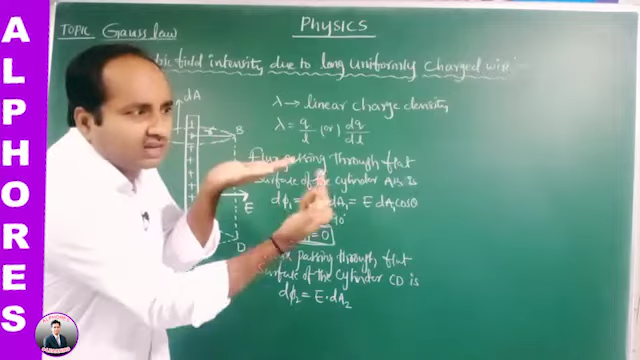 ALPHORES
PHYSICS
TOPIC Gauss law
field intensity due to long uniformly charged wire:
dA
λ → linear charge density
λ = q/l (or) dq/dl
B
Flux passing through flat
surface of the cylinder AB is
dφ₁ = dA₁ = E dA₁ cosθ
E
= 0
D
passing through flat
surface of the cylinder CD is
dφ₂ = E · dA₂